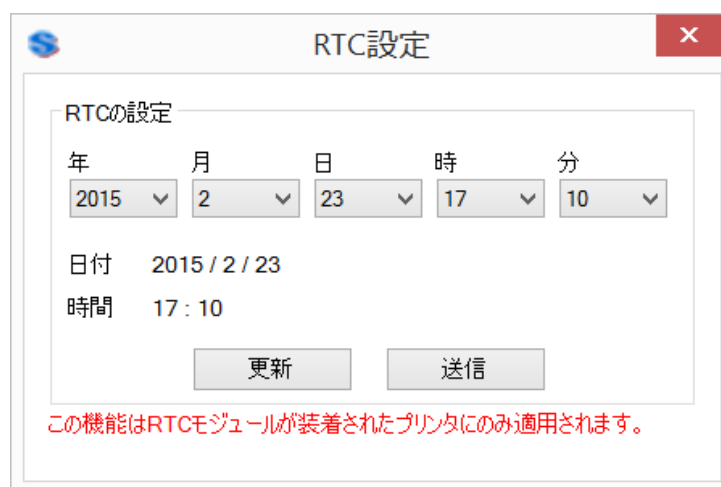 RTC設定
RTCの設定
年 月 日 時 分
2015 2 23 17 10
日付 2015 / 2 / 23
時間 17 : 10
更新 送信
この機能はRTCモジュールが装着されたプリンタにのみ適用されます。